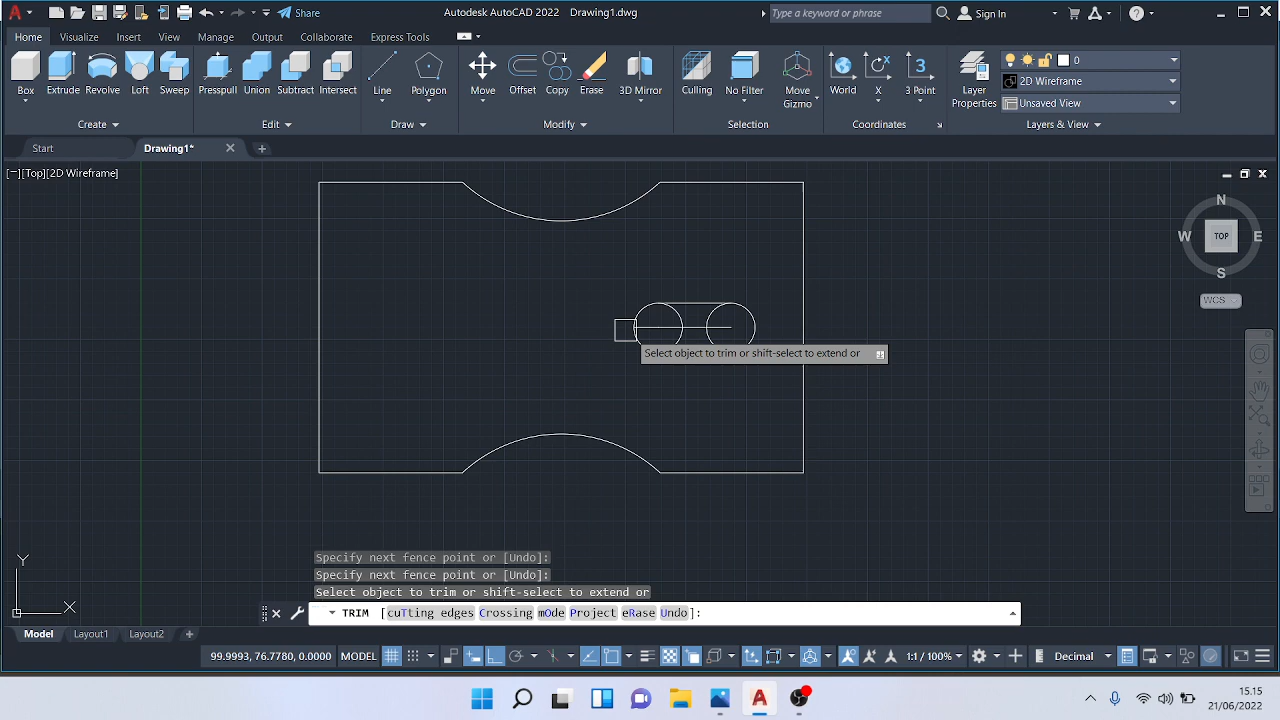 A Share Autodesk AutoCAD 2022 Drawing1.dwg Type a keyword or phrase Sign In
Home Visualize Insert View Manage Output Collaborate Express Tools
Box Extrude Revolve Loft Sweep Presspull Union Subtract Intersect Line Polygon Move Offset Copy Erase 3D Mirror Culling No Filter Move Gizmo World X 3 Point Layer Properties 0
2D Wireframe
Unsaved View
Create Edit Draw Modify Selection Coordinates Layers & View
Start Drawing1*
[−][Top][2D Wireframe]
N
W TOP E
S
WCS
Select object to trim or shift-select to extend or
Y
X
Specify next fence point or [Undo]:
Specify next fence point or [Undo]:
Select object to trim or shift-select to extend or
TRIM [cuTting edges Crossing mOde Project eRase Undo]:
Model Layout1 Layout2
99.9993, 76.7780, 0.0000 MODEL 1:1 / 100% Decimal
A 15.15
21/06/2022